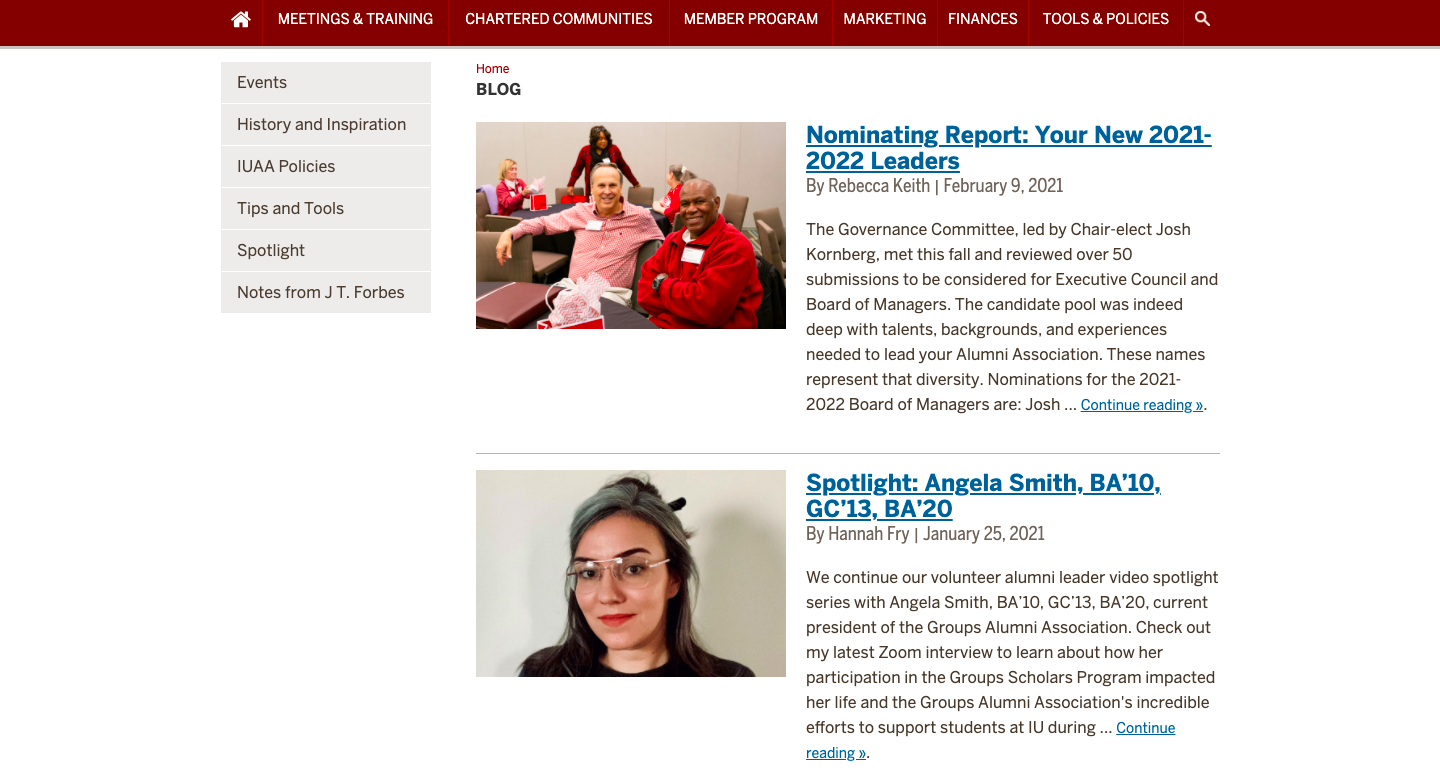 MEETINGS & TRAINING CHARTERED COMMUNITIES MEMBER PROGRAM MARKETING FINANCES TOOLS & POLICIES
Events
History and Inspiration
IUAA Policies
Tips and Tools
Spotlight
Notes from J T. Forbes
Home
BLOG
Nominating Report: Your New 2021-
2022 Leaders
By Rebecca Keith | February 9, 2021
The Governance Committee, led by Chair-elect Josh
Kornberg, met this fall and reviewed over 50
submissions to be considered for Executive Council and
Board of Managers. The candidate pool was indeed
deep with talents, backgrounds, and experiences
needed to lead your Alumni Association. These names
represent that diversity. Nominations for the 2021-
2022 Board of Managers are: Josh ... Continue reading ».
Spotlight: Angela Smith, BA’10,
GC’13, BA’20
By Hannah Fry | January 25, 2021
We continue our volunteer alumni leader video spotlight
series with Angela Smith, BA’10, GC’13, BA’20, current
president of the Groups Alumni Association. Check out
my latest Zoom interview to learn about how her
participation in the Groups Scholars Program impacted
her life and the Groups Alumni Association's incredible
efforts to support students at IU during ... Continue
reading ».